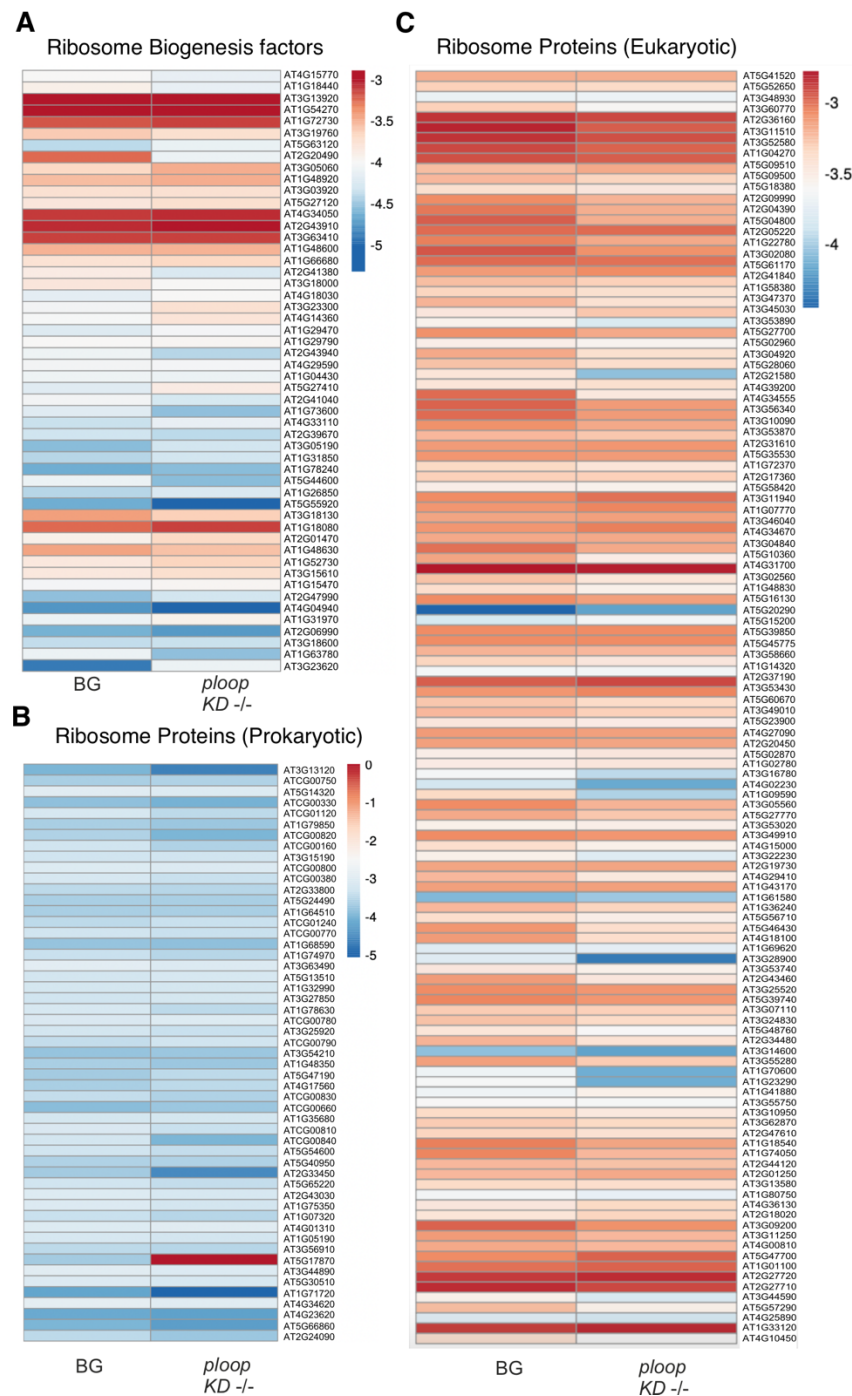 A
Ribosome Biogenesis factors
AT4G15770
AT1G18440
AT3G13920
AT1G54270
AT1G72730
AT3G19760
AT5G63120
AT2G20490
AT3G05060
AT1G48920
AT3G03920
AT5G27120
AT4G34050
AT2G43910
AT3G63410
AT1G48600
AT1G66680
AT2G41380
AT3G18000
AT4G18030
AT3G23300
AT4G14360
AT1G29470
AT1G29790
AT2G43940
AT4G29590
AT1G04430
AT5G27410
AT2G41040
AT1G73600
AT4G33110
AT2G39670
AT3G05190
AT1G31850
AT1G78240
AT5G44600
AT1G26850
AT5G55920
AT3G18130
AT1G18080
AT2G01470
AT1G48630
AT1G52730
AT3G15610
AT1G15470
AT2G47990
AT4G04940
AT1G31970
AT2G06990
AT3G18600
AT1G63780
AT3G23620
-3
-3.5
-4
-4.5
-5
BG
ploop
KD -/-
B
Ribosome Proteins (Prokaryotic)
AT3G13120
ATCG00750
AT5G14320
ATCG00330
ATCG01120
AT1G79850
ATCG00820
ATCG00160
AT3G15190
ATCG00800
ATCG00380
AT2G33800
AT5G24490
AT1G64510
ATCG01240
ATCG00770
AT1G68590
AT1G74970
AT3G63490
AT5G13510
AT1G32990
AT3G27850
AT1G78630
ATCG00780
AT3G25920
ATCG00790
AT3G54210
AT1G48350
AT5G47190
AT4G17560
ATCG00830
ATCG00660
AT1G35680
ATCG00810
ATCG00840
AT5G54600
AT5G40950
AT2G33450
AT5G65220
AT2G43030
AT1G75350
AT1G07320
AT4G01310
AT1G05190
AT3G56910
AT5G17870
AT3G44890
AT5G30510
AT1G71720
AT4G34620
AT4G23620
AT5G66860
AT2G24090
0
-1
-2
-3
-4
-5
BG
ploop
KD -/-
C
Ribosome Proteins (Eukaryotic)
AT5G41520
AT5G52650
AT3G48930
AT3G60770
AT2G36160
AT3G11510
AT3G52580
AT1G04270
AT5G09510
AT5G09500
AT5G18380
AT2G09990
AT2G04390
AT5G04800
AT2G05220
AT1G22780
AT3G02080
AT5G61170
AT2G41840
AT1G58380
AT3G47370
AT3G45030
AT3G53890
AT5G27700
AT5G02960
AT3G04920
AT5G28060
AT2G21580
AT4G39200
AT4G34555
AT3G56340
AT3G10090
AT3G53870
AT2G31610
AT5G35530
AT1G72370
AT2G17360
AT5G58420
AT3G11940
AT1G07770
AT3G46040
AT4G34670
AT3G04840
AT5G10360
AT4G31700
AT3G02560
AT1G48830
AT5G16130
AT5G20290
AT5G15200
AT5G39850
AT5G45775
AT3G58660
AT1G14320
AT2G37190
AT3G53430
AT5G60670
AT3G49010
AT5G23900
AT4G27090
AT2G20450
AT5G02870
AT1G02780
AT3G16780
AT4G02230
AT1G09590
AT3G05560
AT5G27770
AT3G53020
AT3G49910
AT4G15000
AT3G22230
AT2G19730
AT4G29410
AT1G43170
AT1G61580
AT1G36240
AT5G56710
AT5G46430
AT4G18100
AT1G69620
AT3G28900
AT3G53740
AT2G43460
AT3G25520
AT5G39740
AT3G07110
AT3G24830
AT5G48760
AT2G34480
AT3G14600
AT3G55280
AT1G70600
AT1G23290
AT1G41880
AT3G55750
AT3G10950
AT3G62870
AT2G47610
AT1G18540
AT1G74050
AT2G44120
AT2G01250
AT3G13580
AT1G80750
AT4G36130
AT2G18020
AT3G09200
AT3G11250
AT4G00810
AT5G47700
AT1G01100
AT2G27720
AT2G27710
AT3G44590
AT5G57290
AT4G25890
AT1G33120
AT4G10450
-3
-3.5
-4
BG
ploop
KD -/-